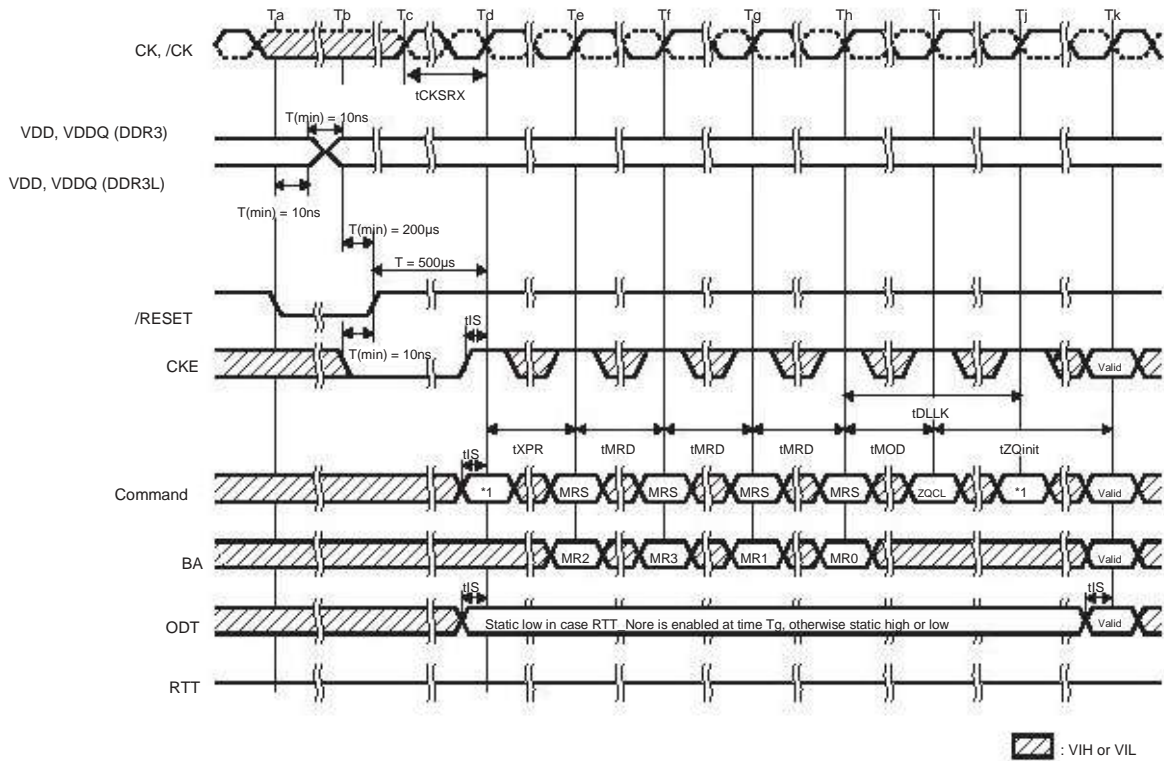 Ta Tb Tc Td Te Tf Tg Th Ti Tj Tk
CK, /CK
tCKSRX
T(min) = 10ns
VDD, VDDQ (DDR3)
VDD, VDDQ (DDR3L)
T(min) = 10ns
T(min) = 200µs
T = 500µs
/RESET
tIS
T(min) = 10ns
CKE
Valid
tDLLK
tXPR tMRD tMRD tMRD tMOD tZQinit
tIS
Command
*1 MRS MRS MRS MRS ZQCL *1 Valid
BA
MR2 MR3 MR1 MR0 Valid
tIS tIS
ODT
Static low in case RTT_Nore is enabled at time Tg, otherwise static high or low
Valid
RTT
: VIH or VIL